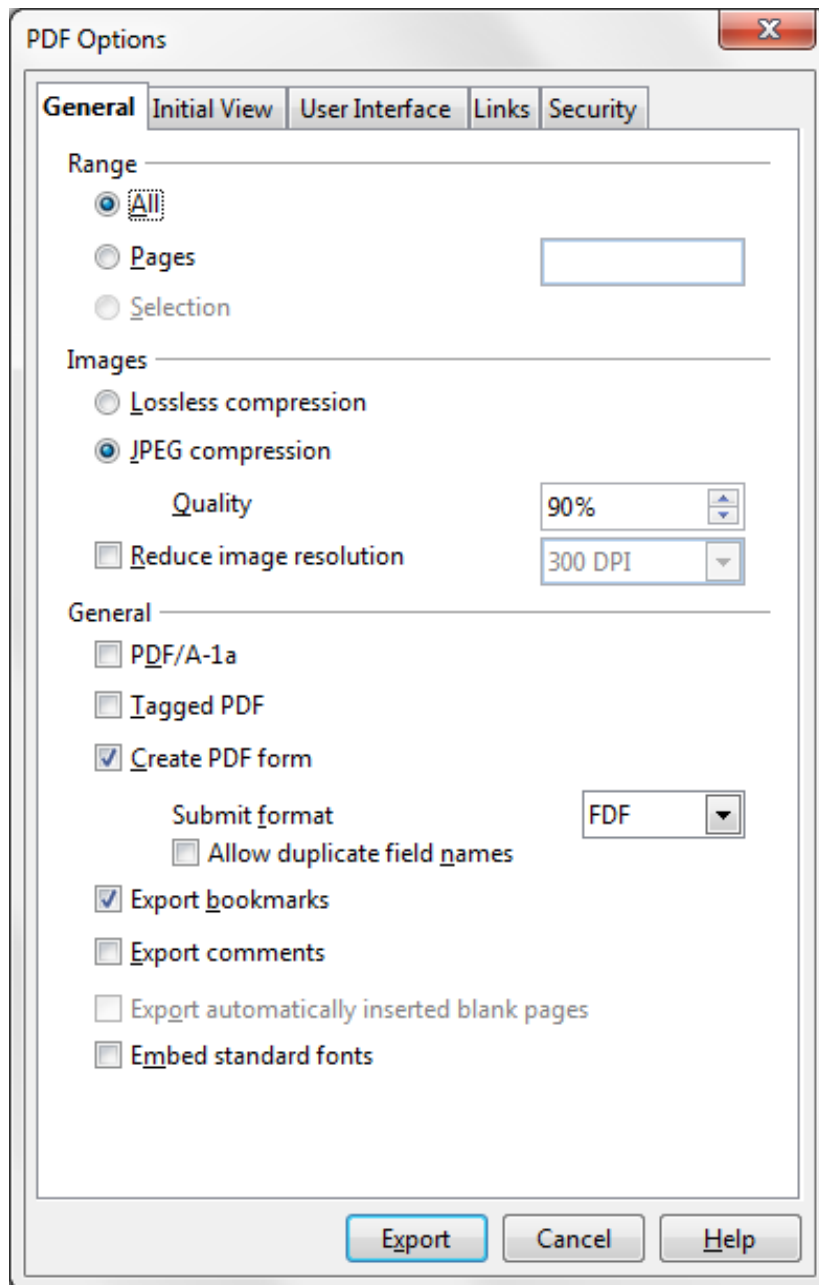 PDF Options
General Initial View User Interface Links Security
Range
All
Pages
Selection
Images
Lossless compression
JPEG compression
Quality 90%
Reduce image resolution 300 DPI
General
PDF/A-1a
Tagged PDF
Create PDF form
Submit format FDF
Allow duplicate field names
Export bookmarks
Export comments
Export automatically inserted blank pages
Embed standard fonts
Export Cancel Help